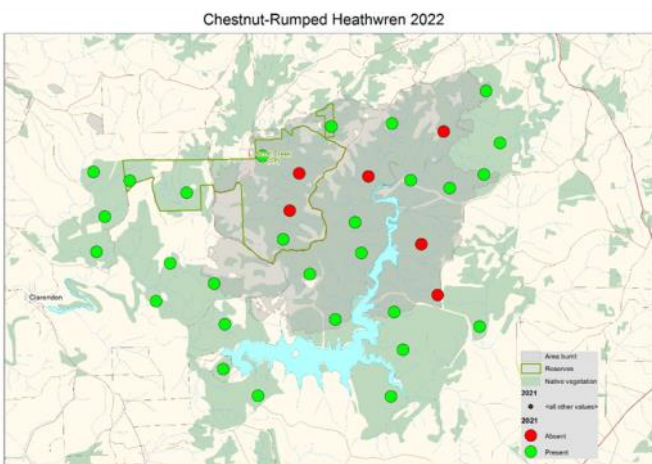 Chestnut-Rumped Heathwren 2022
Clarendon
Area burnt
Reserves
Native vegetation
2021
<all other values>
2021
Absent
Present